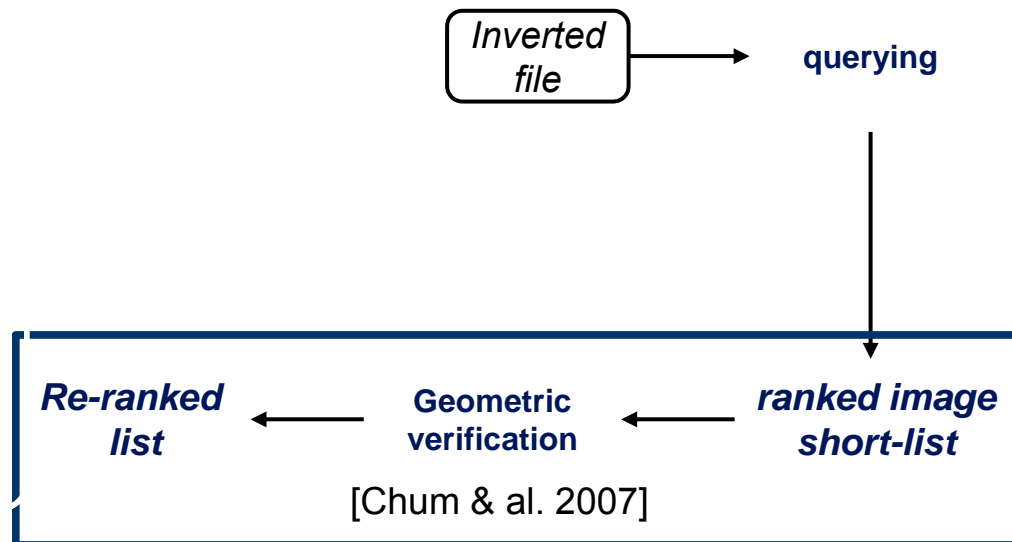 Inverted
file
querying
Re-ranked
list
Geometric
verification
ranked image
short-list
[Chum & al. 2007]